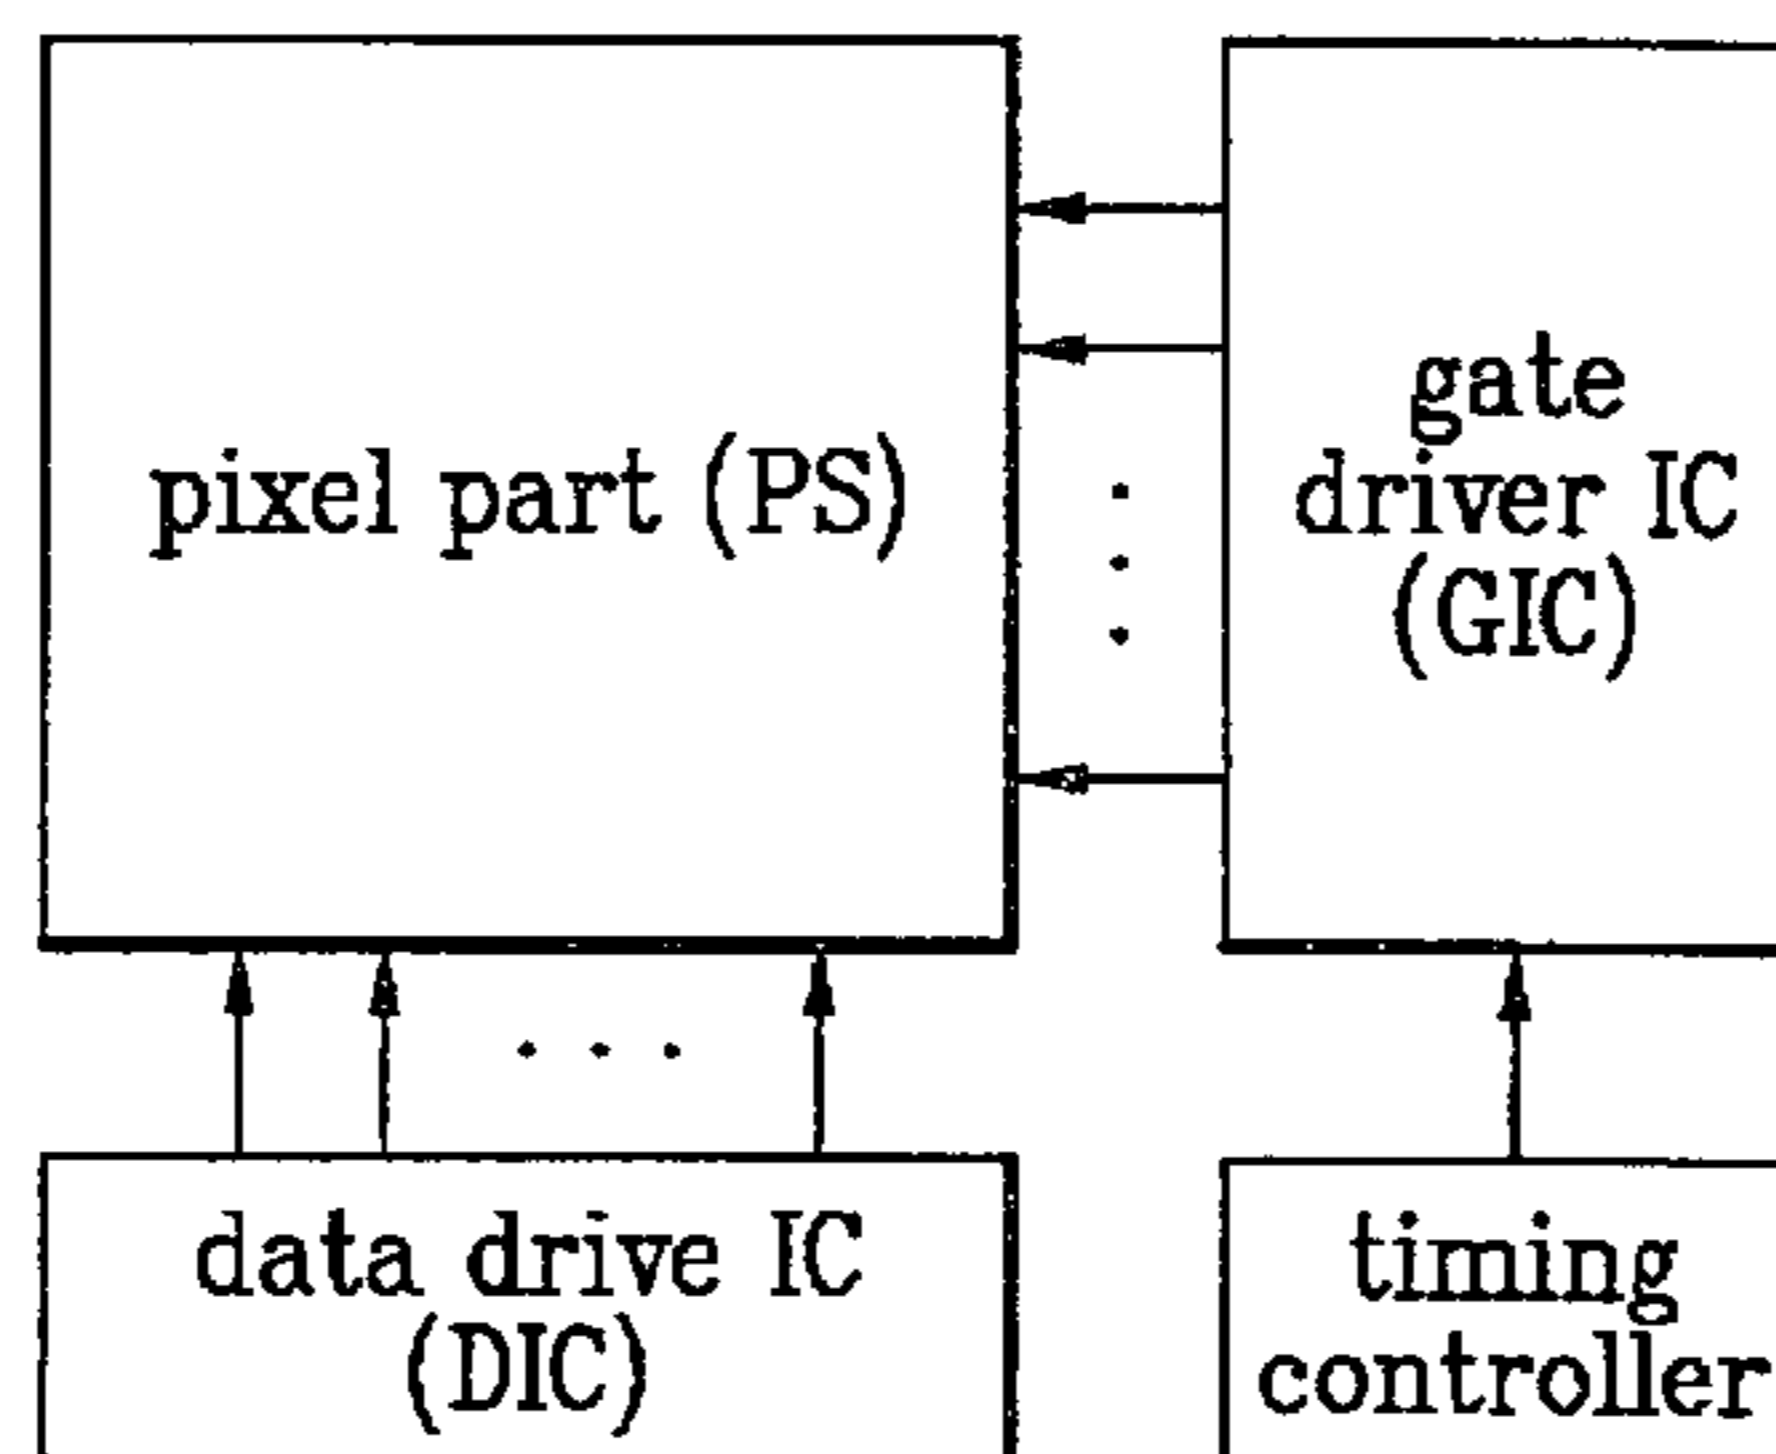 pixel part (PS)
gate
driver IC
(GIC)
data drive IC
(DIC)
timing
controller